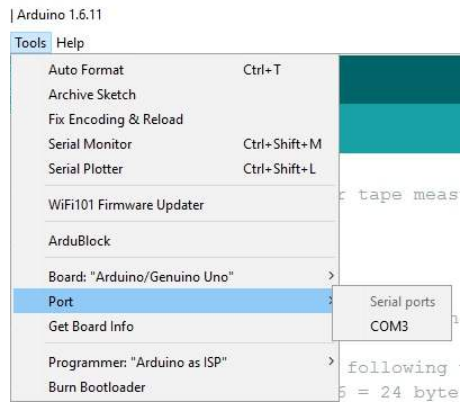 | Arduino 1.6.11
Tools Help
Auto Format Ctrl+T
Archive Sketch
Fix Encoding & Reload
Serial Monitor Ctrl+Shift+M
Serial Plotter Ctrl+Shift+L
WiFi101 Firmware Updater
ArduBlock
Board: "Arduino/Genuino Uno"
Port
Get Board Info
Programmer: "Arduino as ISP"
Burn Bootloader
Serial ports
COM3
r tape meas
following
6 = 24 byte